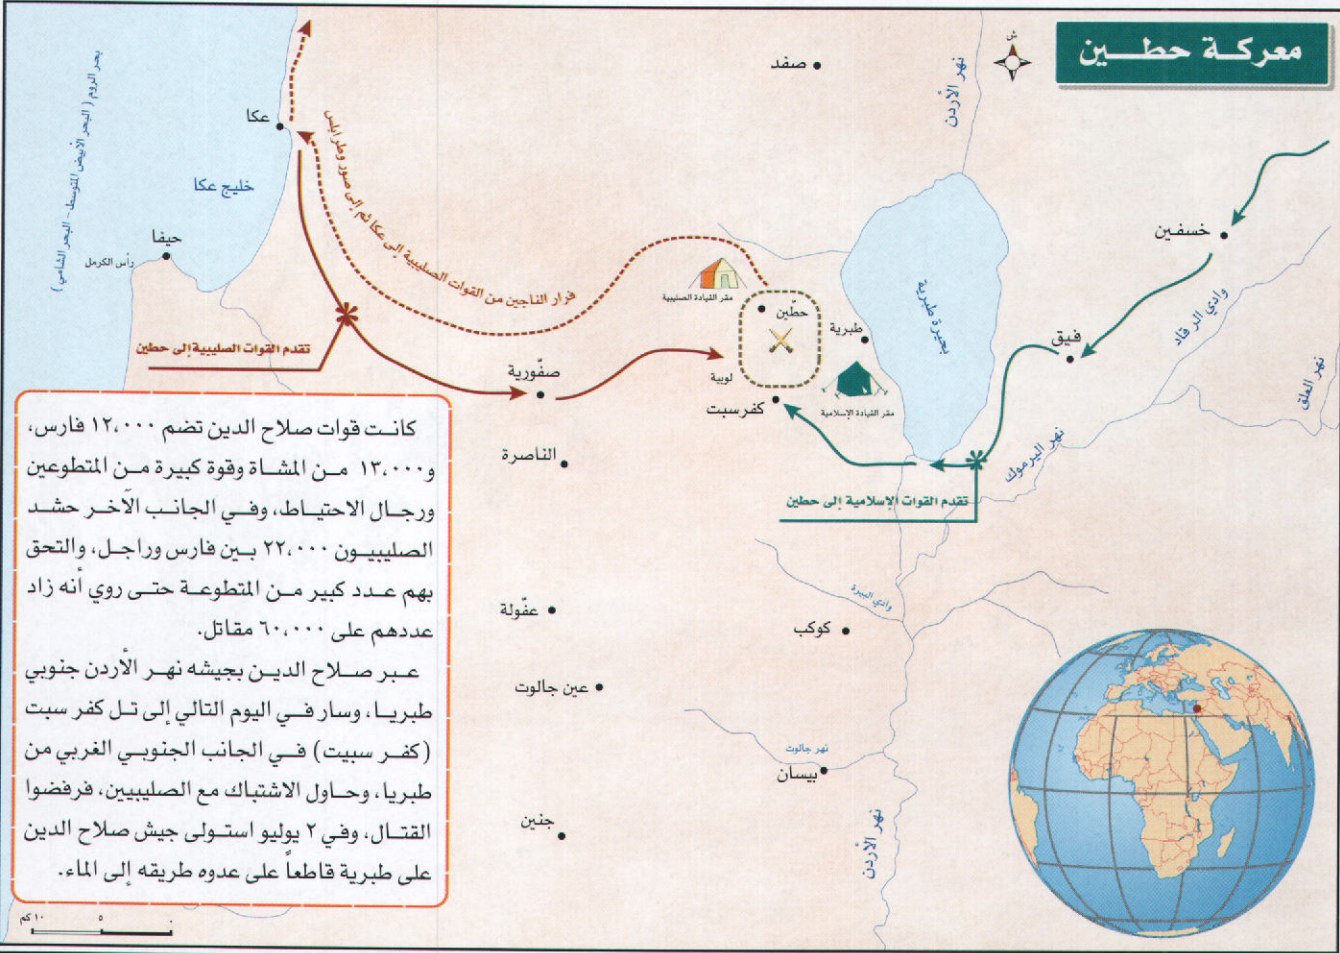 معركة حطين
ش
صفد
نهر الأردن
بحر الروم (البحر الأبيض المتوسط - البحر الشامي)
عكا
خليج عكا
حيفا
رأس الكرمل
فرار الناجين من القوات الصليبية إلى عكا ثم إلى صور وطرابلس
تقدم القوات الصليبية إلى حطين
مقر القيادة الصليبية
حطّين
طبرية
بحيرة طبرية
خسفين
وادي الرقاد
فيق
نهر العلق
نهر اليرموك
صفّورية
لوبية
كفرسبت
مقر القيادة الإسلامية
تقدم القوات الإسلامية إلى حطين
الناصرة
عفّولة
وادي البيرة
كوكب
عين جالوت
نهر جالوت
بيسان
جنين
نهر الأردن
كانت قوات صلاح الدين تضم ١٢،٠٠٠ فارس،
و١٣،٠٠٠ من المشاة وقوة كبيرة من المتطوعين
ورجال الاحتياط، وفي الجانب الآخر حشد
الصليبيون ٢٢،٠٠٠ بين فارس وراجل، والتحق
بهم عدد كبير من المتطوعة حتى روي أنه زاد
عددهم على ٦٠،٠٠٠ مقاتل.
عبر صلاح الدين بجيشه نهر الأردن جنوبي
طبريا، وسار في اليوم التالي إلى تل كفر سبت
(كفر سبيت) في الجانب الجنوبي الغربي من
طبريا، وحاول الاشتباك مع الصليبيين، فرفضوا
القتال، وفي ٢ يوليو استولى جيش صلاح الدين
على طبرية قاطعاً على عدوه طريقه إلى الماء.
١٠ كم ٥ ٠